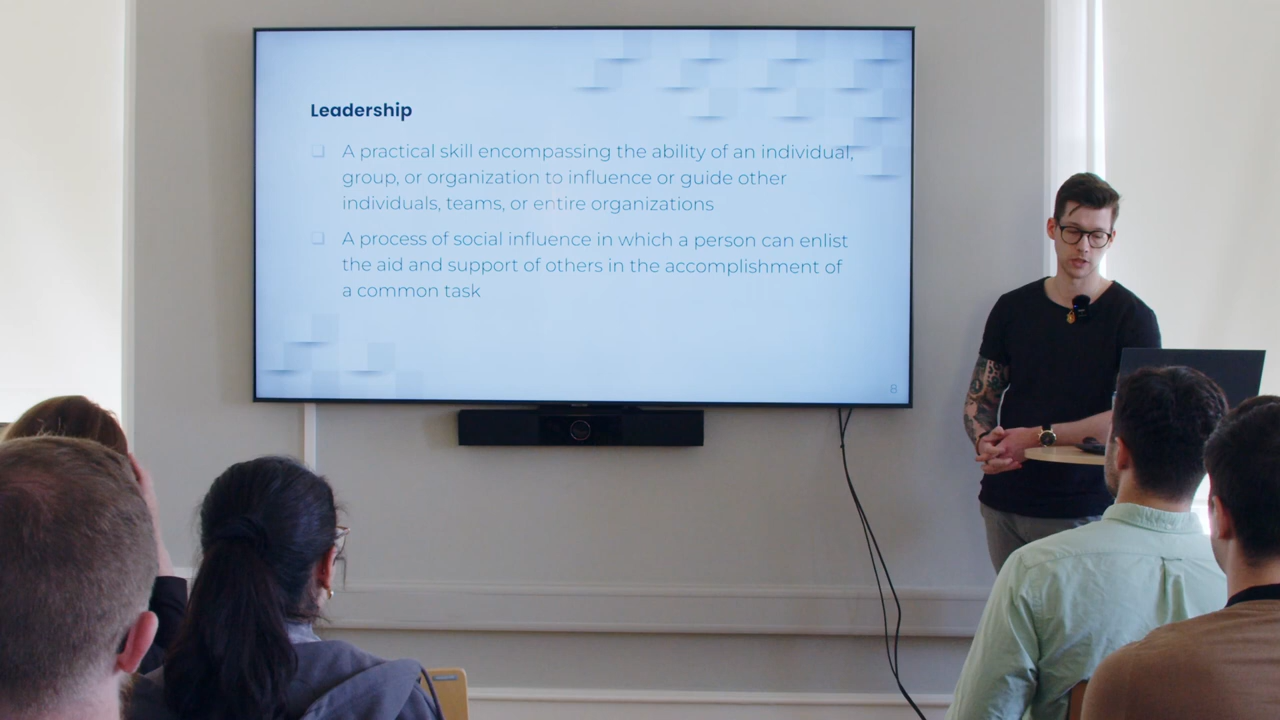 Leadership
A practical skill encompassing the ability of an individual,
group, or organization to influence or guide other
individuals, teams, or entire organizations
A process of social influence in which a person can enlist
the aid and support of others in the accomplishment of
a common task
8